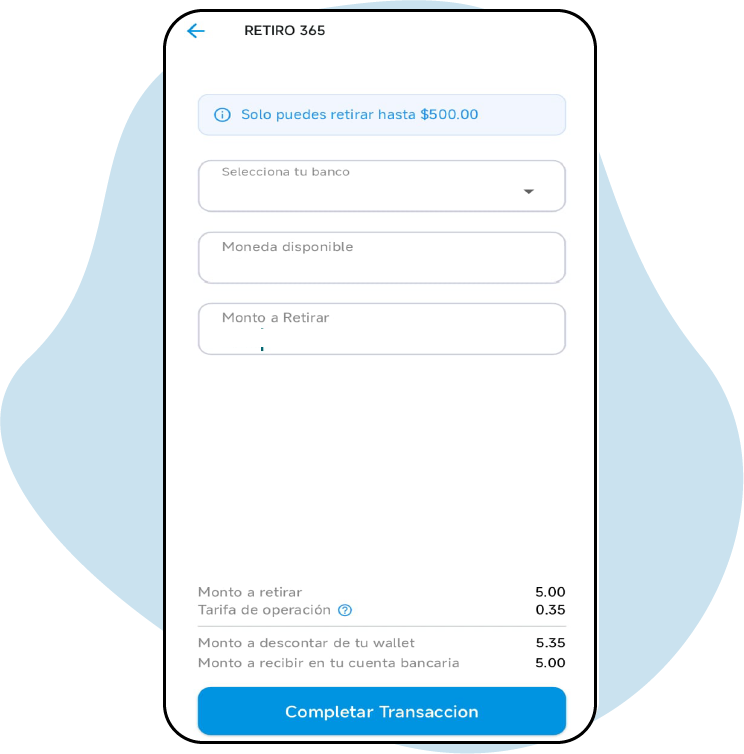 RETIRO 365
Solo puedes retirar hasta $500.00
Selecciona tu banco
Moneda disponible
Monto a Retirar
Monto a retirar 5.00
Tarifa de operación 0.35
Monto a descontar de tu wallet 5.35
Monto a recibir en tu cuenta bancaria 5.00
Completar Transaccion